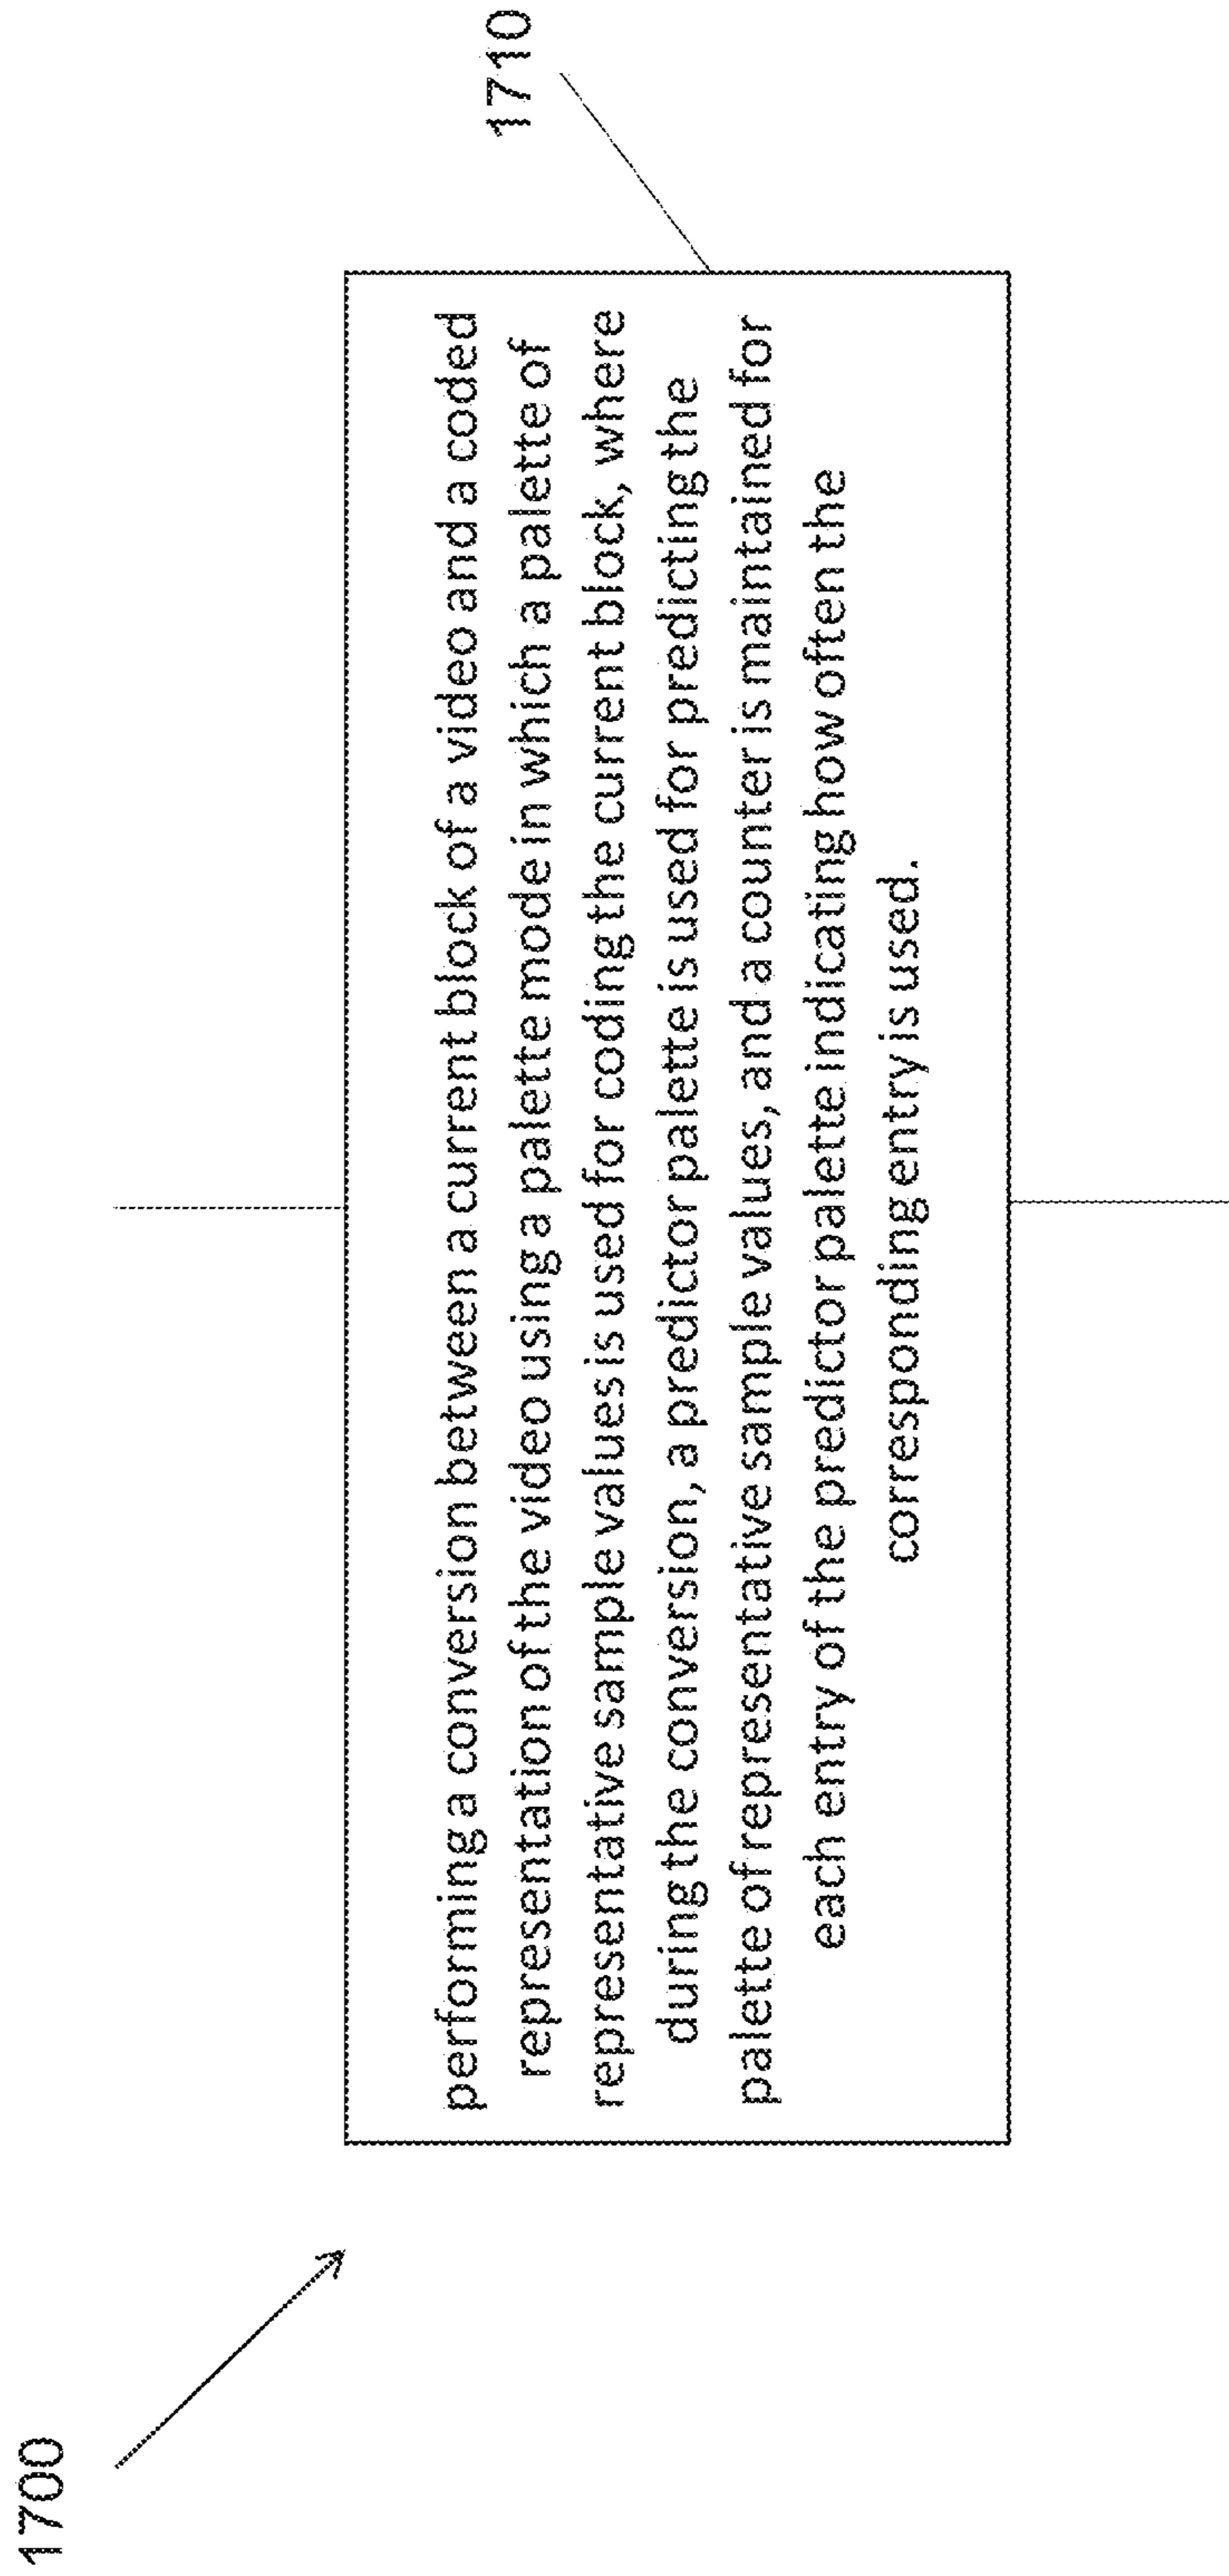 1700
1710
performing a conversion between a current block of a video and a coded
representation of the video using a palette mode in which a palette of
representative sample values is used for coding the current block, where
during the conversion, a predictor palette is used for predicting the
palette of representative sample values, and a counter is maintained for
each entry of the predictor palette indicating how often the
corresponding entry is used.